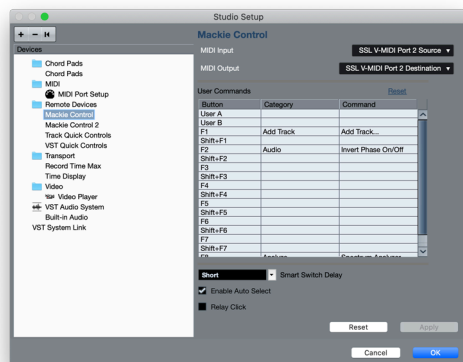 Studio Setup
Devices
Chord Pads
Chord Pads
MIDI
MIDI Port Setup
Remote Devices
Mackie Control
Mackie Control 2
Track Quick Controls
VST Quick Controls
Transport
Record Time Max
Time Display
Video
Video Player
VST Audio System
Built-in Audio
VST System Link
Mackie Control
MIDI Input SSL V-MIDI Port 2 Source
MIDI Output SSL V-MIDI Port 2 Destination
User Commands Reset
Button Category Command
User A
User B
F1 Add Track Add Track...
Shift+F1
F2 Audio Invert Phase On/Off
Shift+F2
F3
Shift+F3
F4
Shift+F4
F5
Shift+F5
F6
Shift+F6
F7
Shift+F7
F8 Analyze Spectrum Analyzer
Short Smart Switch Delay
Enable Auto Select
Relay Click
Reset Apply
Cancel OK